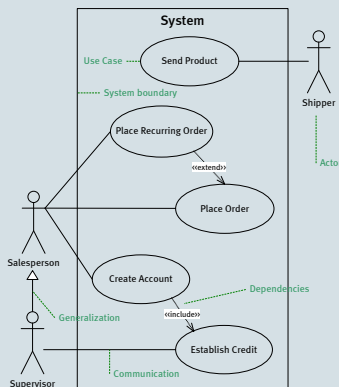 System
Use Case
Send Product
System boundary
Shipper
Place Recurring Order
Acto
«extend»
Place Order
Salesperson
Create Account
Dependencies
Generalization
«include»
Establish Credit
Communication
Supervisor